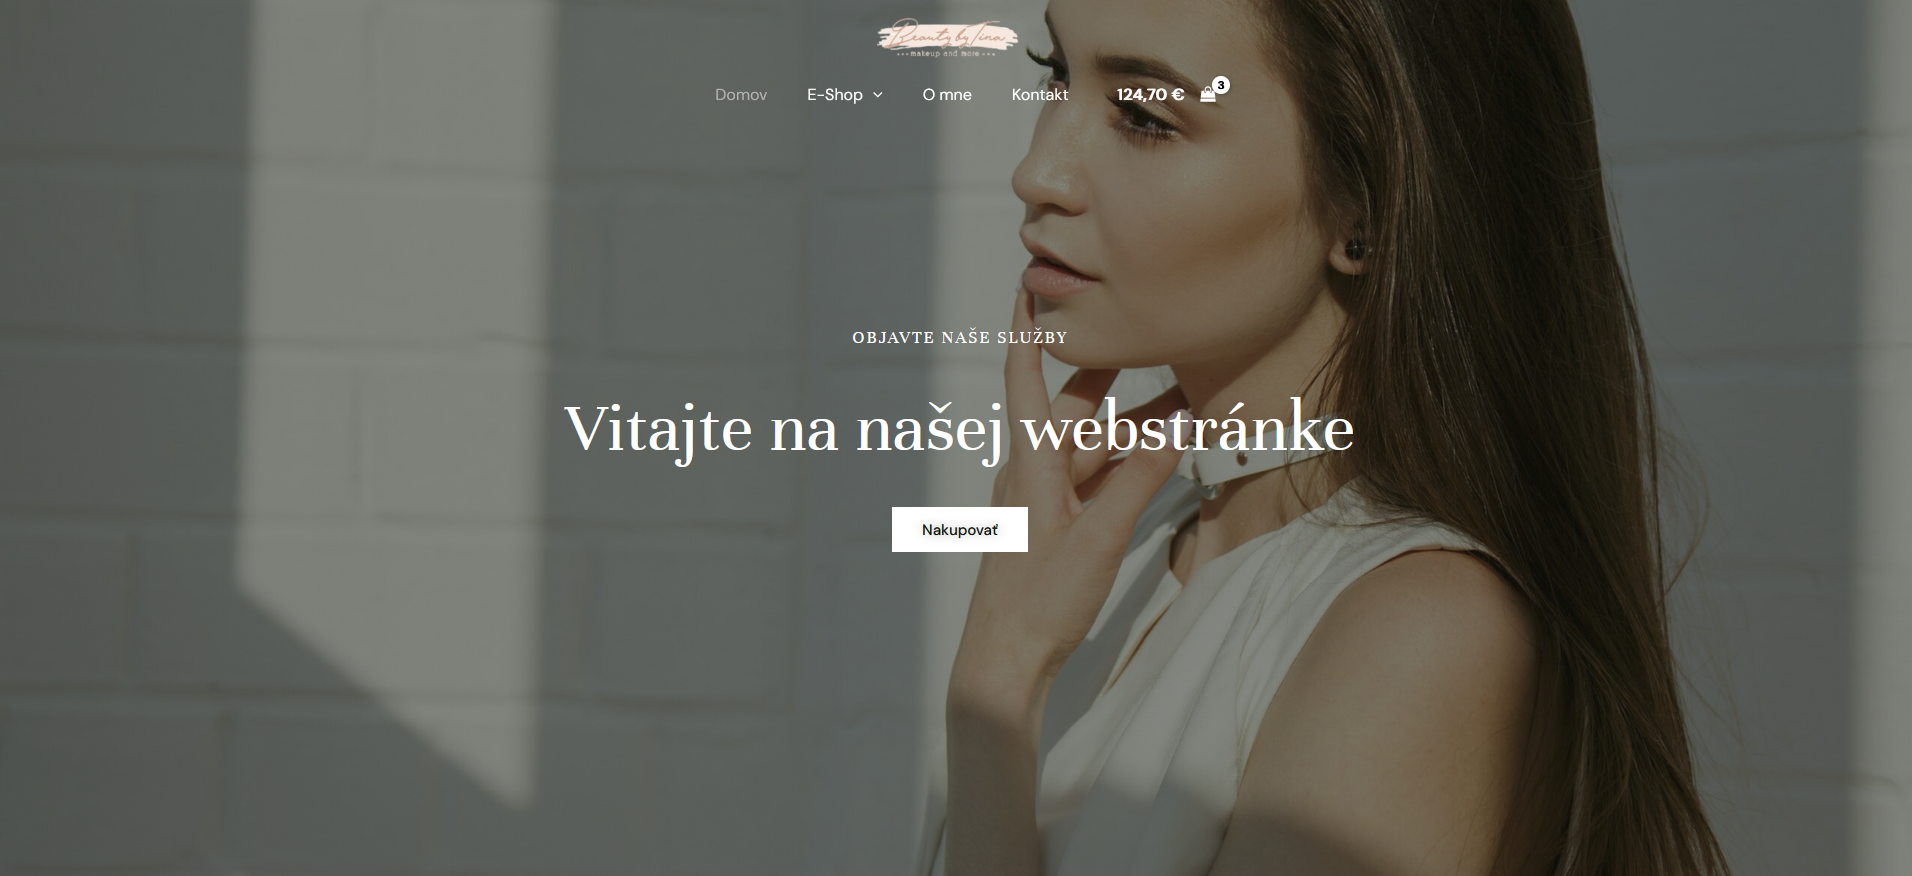 Beauty by Tina
makeup and more
Domov
E-Shop
O mne
Kontakt
124,70 €
3
OBJAVTE NAŠE SLUŽBY
Vitajte na našej webstránke
Nakupovať